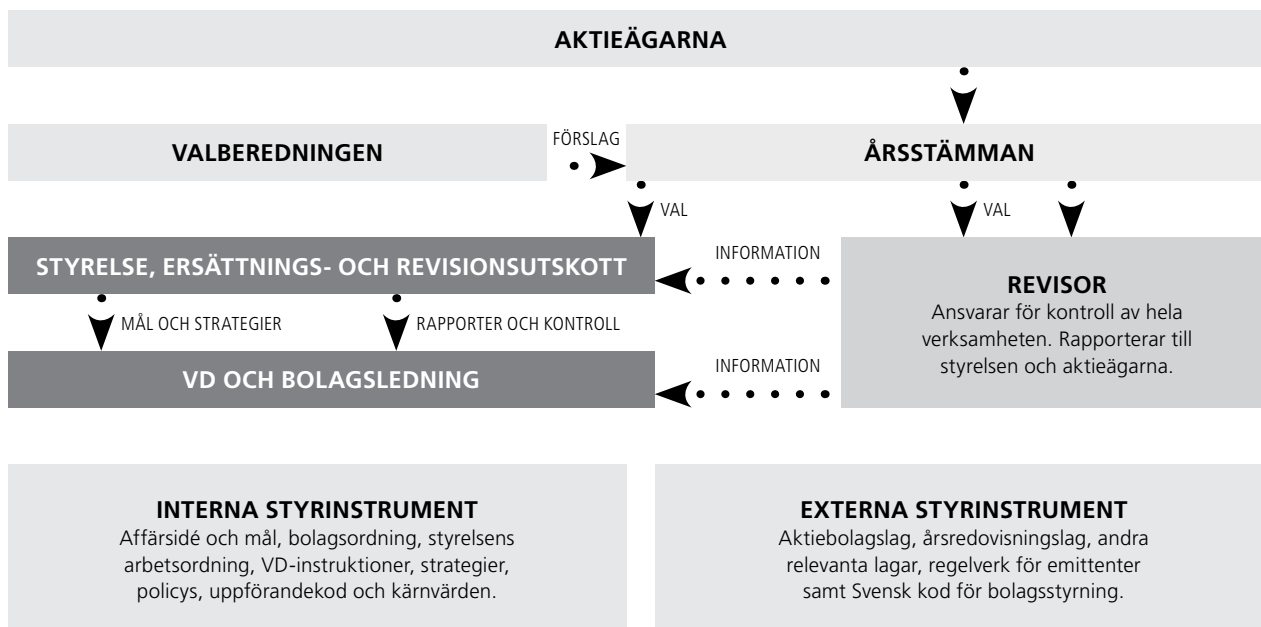 AKTIEÄGARNA
VALBEREDNINGEN
FÖRSLAG
ÅRSSTÄMMAN
VAL
VAL
STYRELSE, ERSÄTTNINGS- OCH REVISIONSUTSKOTT
INFORMATION
REVISOR
Ansvarar för kontroll av hela
verksamheten. Rapporterar till
styrelsen och aktieägarna.
MÅL OCH STRATEGIER
RAPPORTER OCH KONTROLL
VD OCH BOLAGSLEDNING
INFORMATION
INTERNA STYRINSTRUMENT
Affärsidé och mål, bolagsordning, styrelsens
arbetsordning, VD-instruktioner, strategier,
policys, uppförandekod och kärnvärden.
EXTERNA STYRINSTRUMENT
Aktiebolagslag, årsredovisningslag, andra
relevanta lagar, regelverk för emittenter
samt Svensk kod för bolagsstyrning.